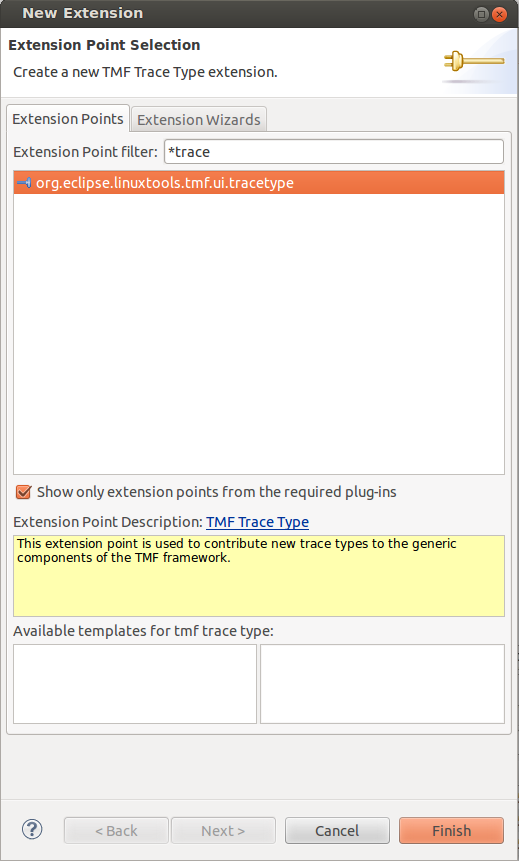 New Extension
Extension Point Selection
Create a new TMF Trace Type extension.
Extension Points
Extension Wizards
Extension Point filter: *trace
org.eclipse.linuxtools.tmf.ui.tracetype
Show only extension points from the required plug-ins
Extension Point Description: TMF Trace Type
This extension point is used to contribute new trace types to the generic
components of the TMF framework.
Available templates for tmf trace type:
?
< Back
Next >
Cancel
Finish